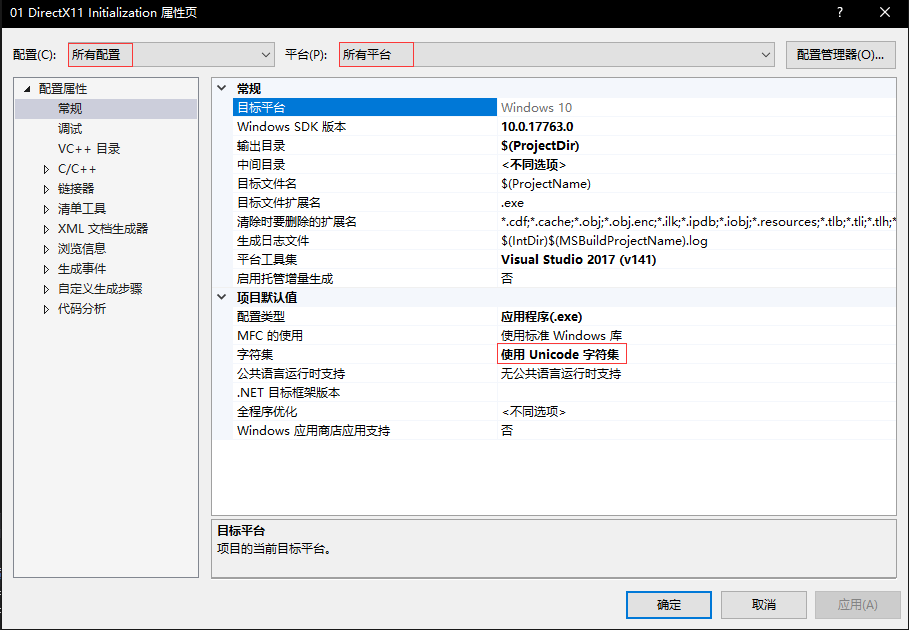 01 DirectX11 Initialization 属性页
配置(C): 所有配置 平台(P): 所有平台 配置管理器(O)...
配置属性
常规
调试
VC++ 目录
C/C++
链接器
清单工具
XML 文档生成器
浏览信息
生成事件
自定义生成步骤
代码分析
常规
目标平台 Windows 10
Windows SDK 版本 10.0.17763.0
输出目录 $(ProjectDir)
中间目录 <不同选项>
目标文件名 $(ProjectName)
目标文件扩展名 .exe
清除时要删除的扩展名 *.cdf;*.cache;*.obj;*.obj.enc;*.ilk;*.ipdb;*.iobj;*.resources;*.tlb;*.tli;*.tlh;*
生成日志文件 $(IntDir)$(MSBuildProjectName).log
平台工具集 Visual Studio 2017 (v141)
启用托管增量生成 否
项目默认值
配置类型 应用程序(.exe)
MFC 的使用 使用标准 Windows 库
字符集 使用 Unicode 字符集
公共语言运行时支持 无公共语言运行时支持
.NET 目标框架版本
全程序优化 <不同选项>
Windows 应用商店应用支持 否
目标平台
项目的当前目标平台。
确定 取消 应用(A)